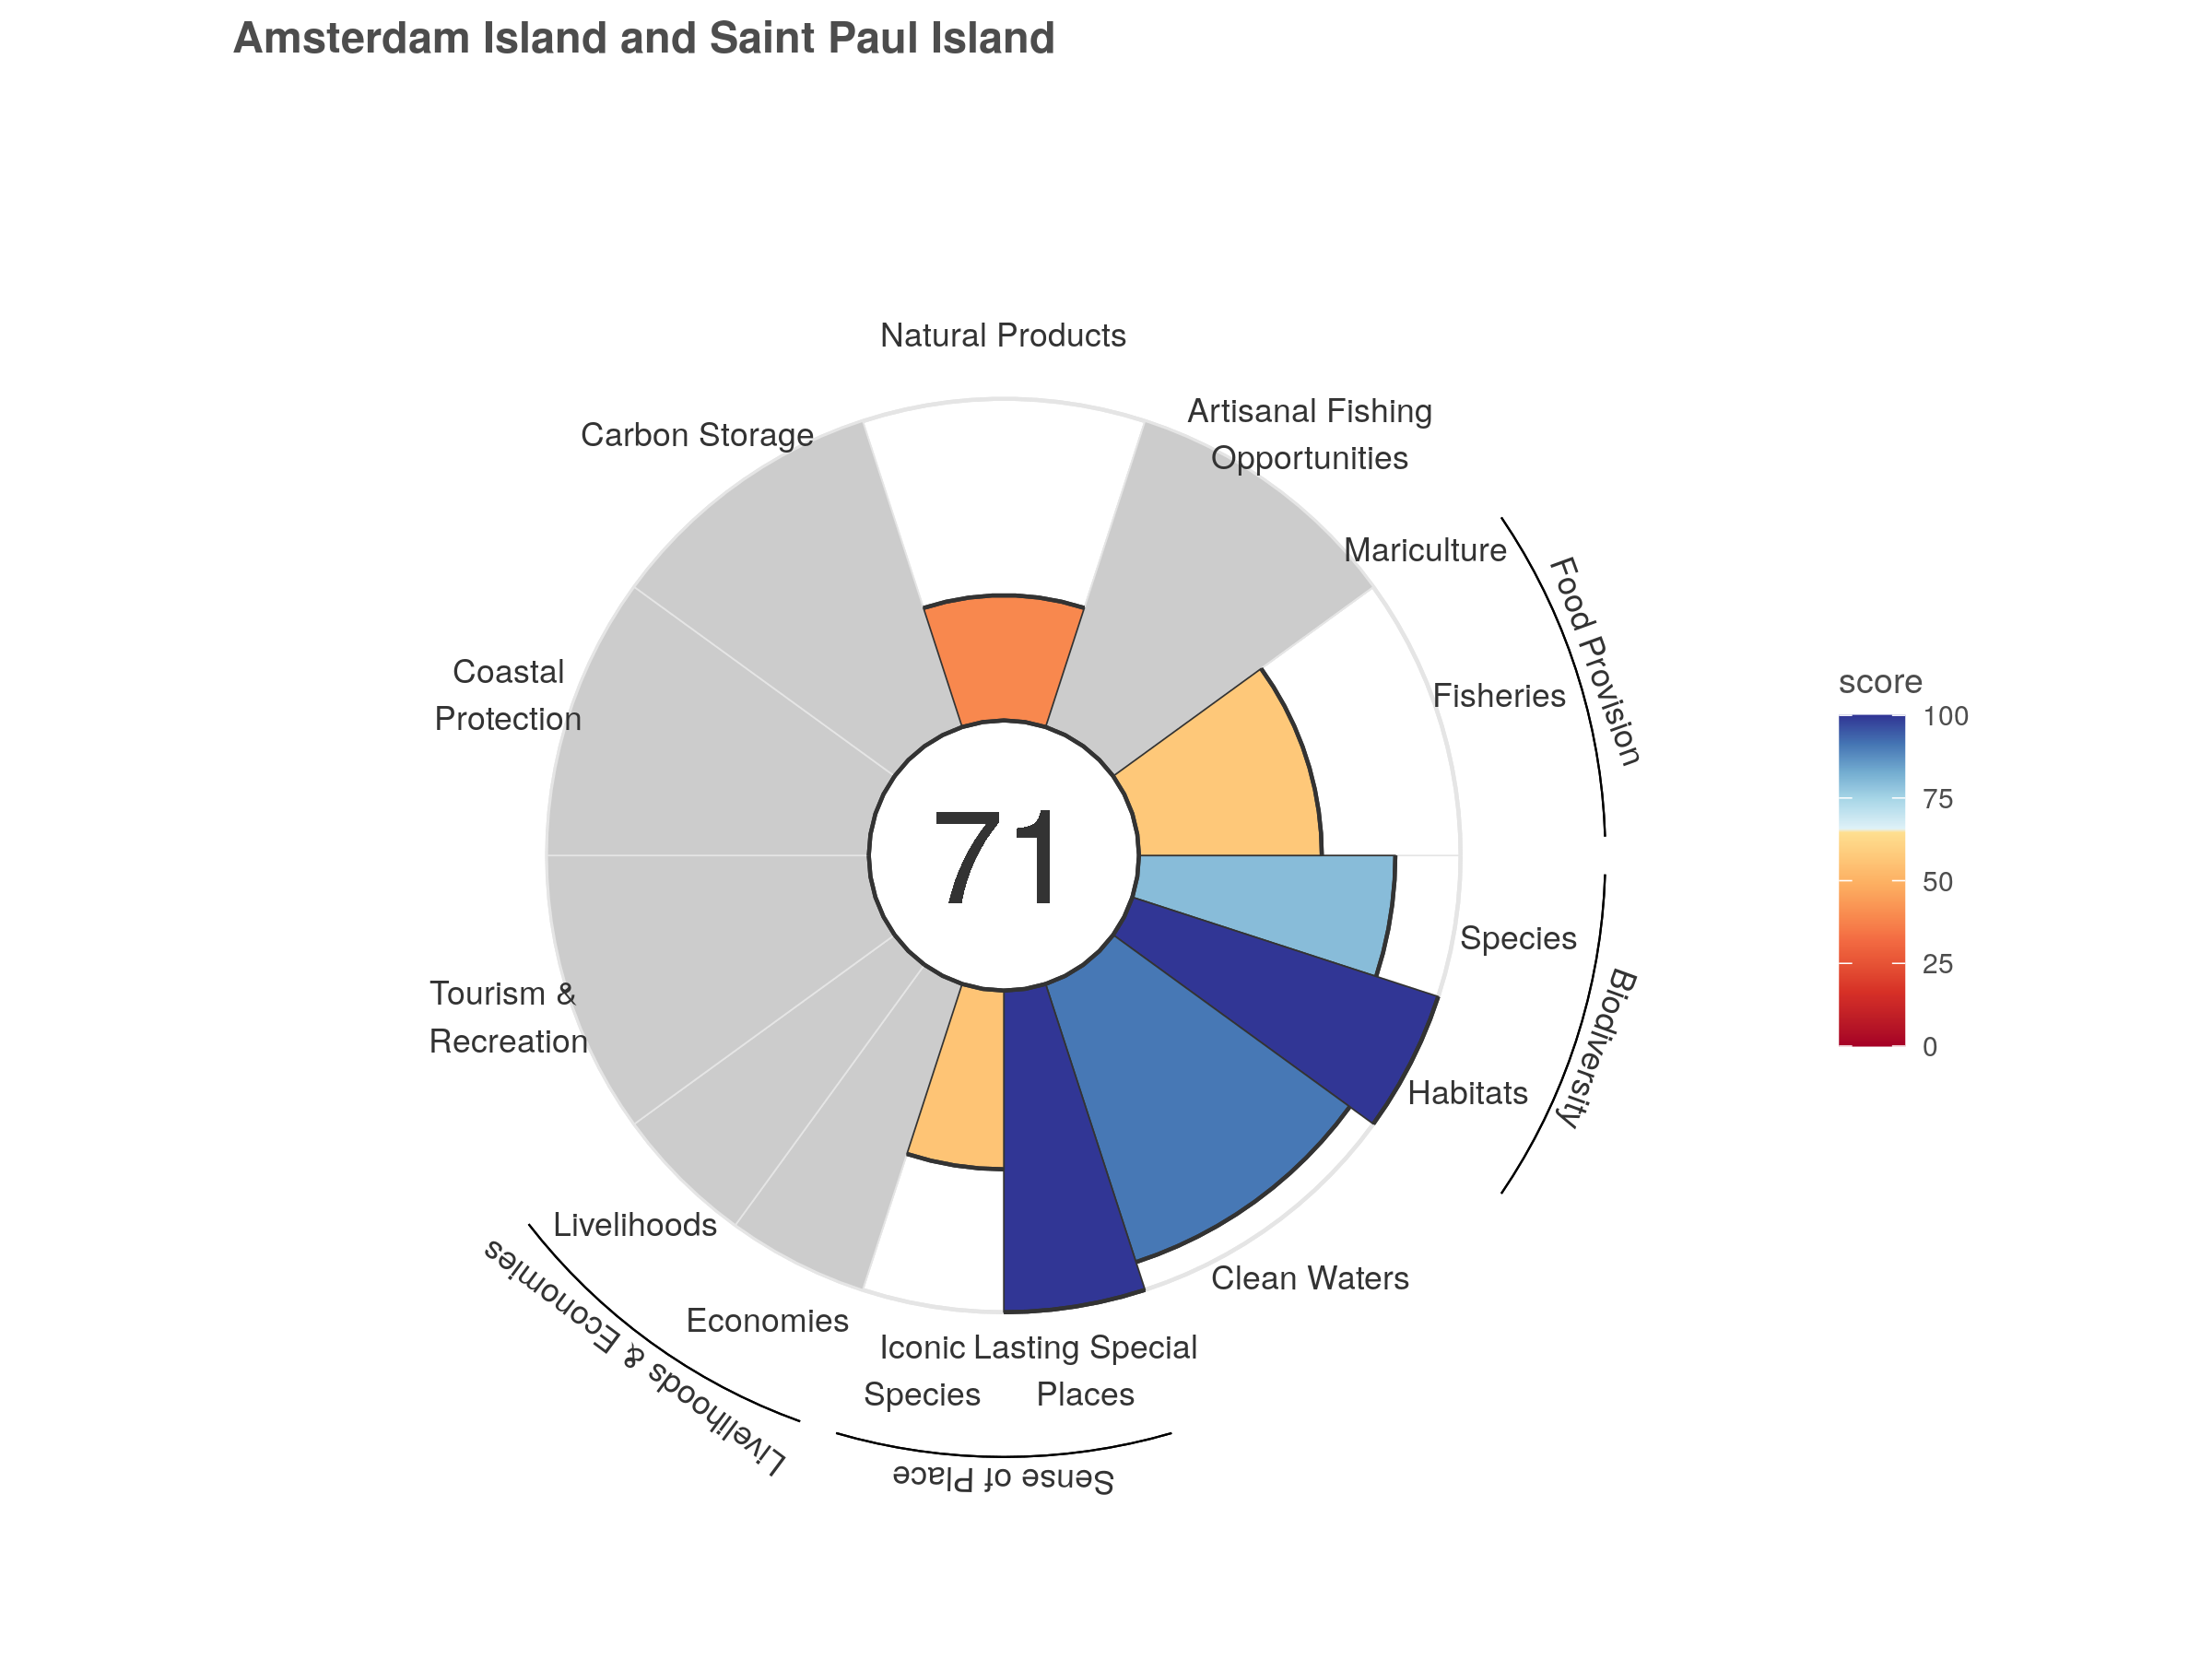 Amsterdam Island and Saint Paul Island
Natural Products
Carbon Storage
Artisanal Fishing
Opportunities
Mariculture
Food Provision
Fisheries
Coastal
Protection
score
100
75
50
25
0
71
Species
Biodiversity
Tourism &
Recreation
Habitats
Livelihoods
Clean Waters
Economies
Livelihoods & Economies
Iconic
Species
Lasting Special
Places
Sense of Place